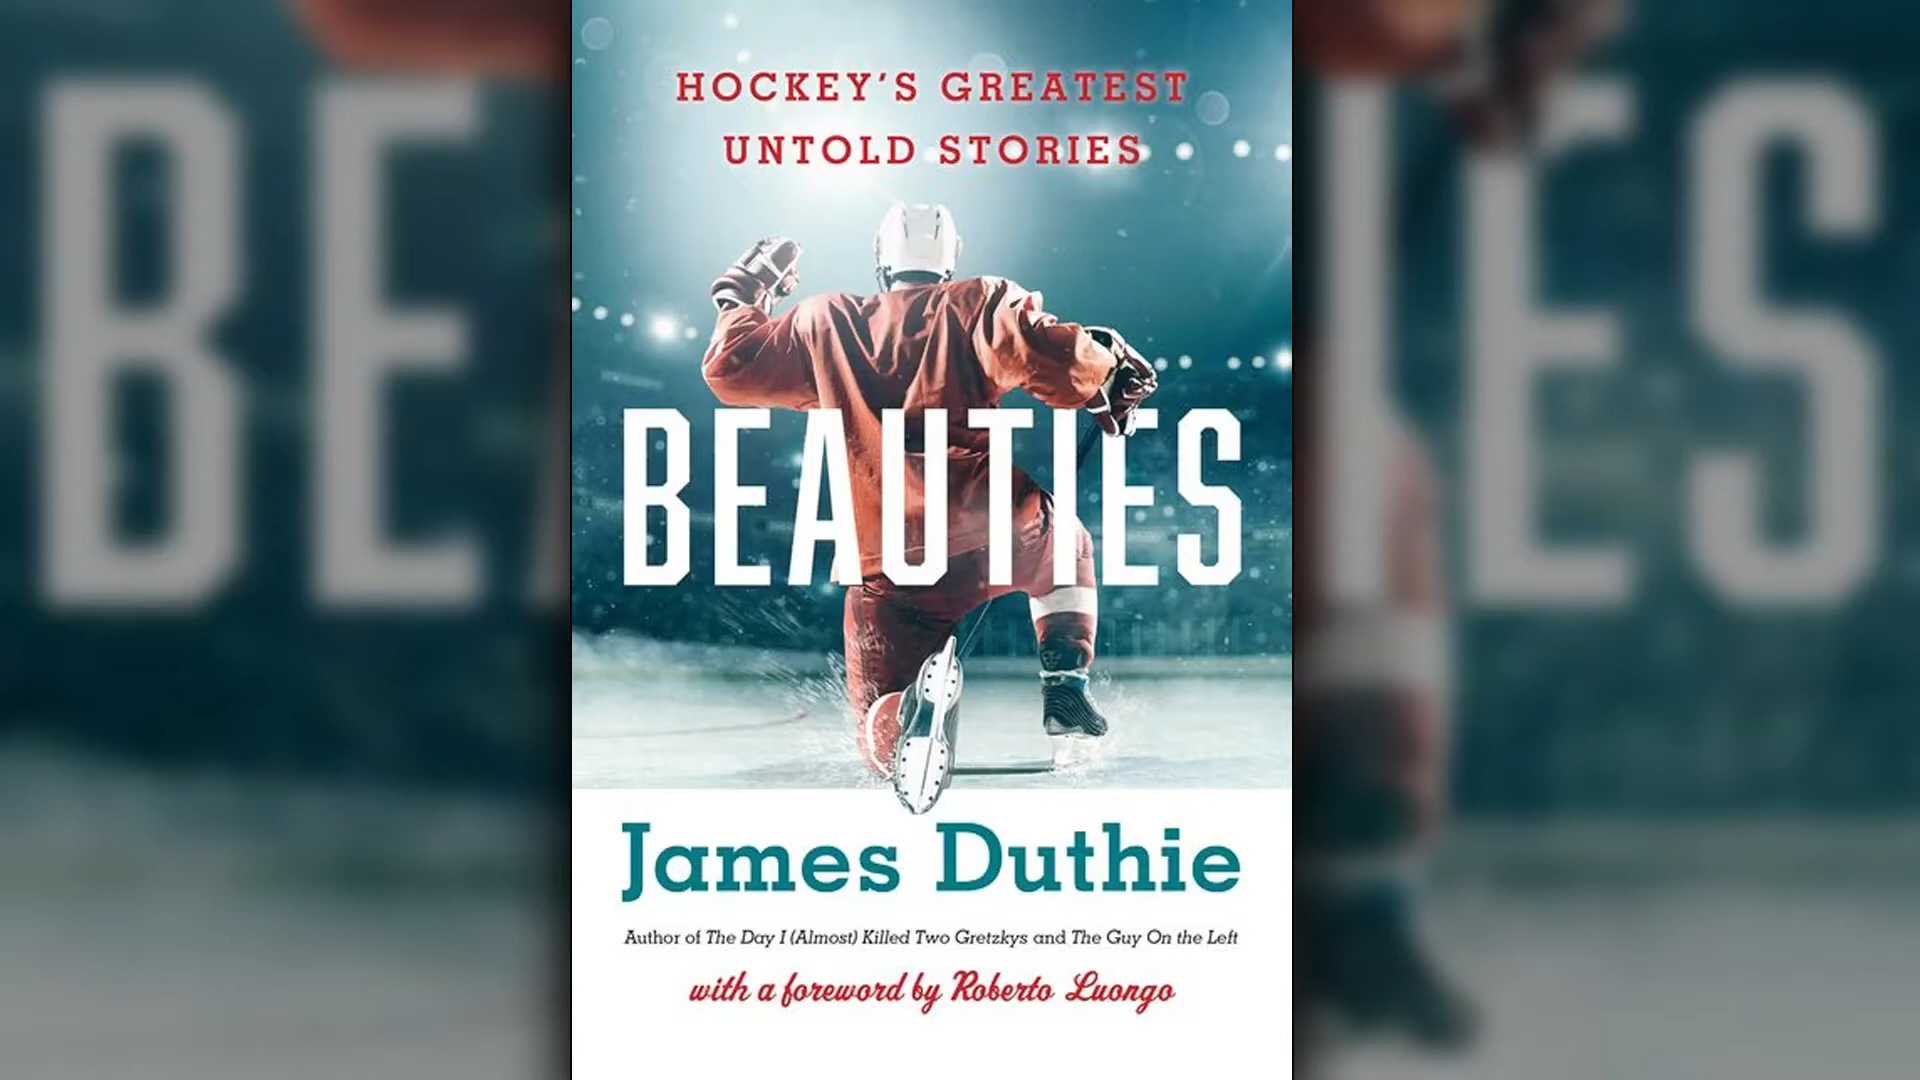 HOCKEY'S GREATEST
UNTOLD STORIES
BEAUTIES
James Duthie
Author of The Day I (Almost) Killed Two Gretzkys and The Guy On the Left
with a foreword by Roberto Luongo